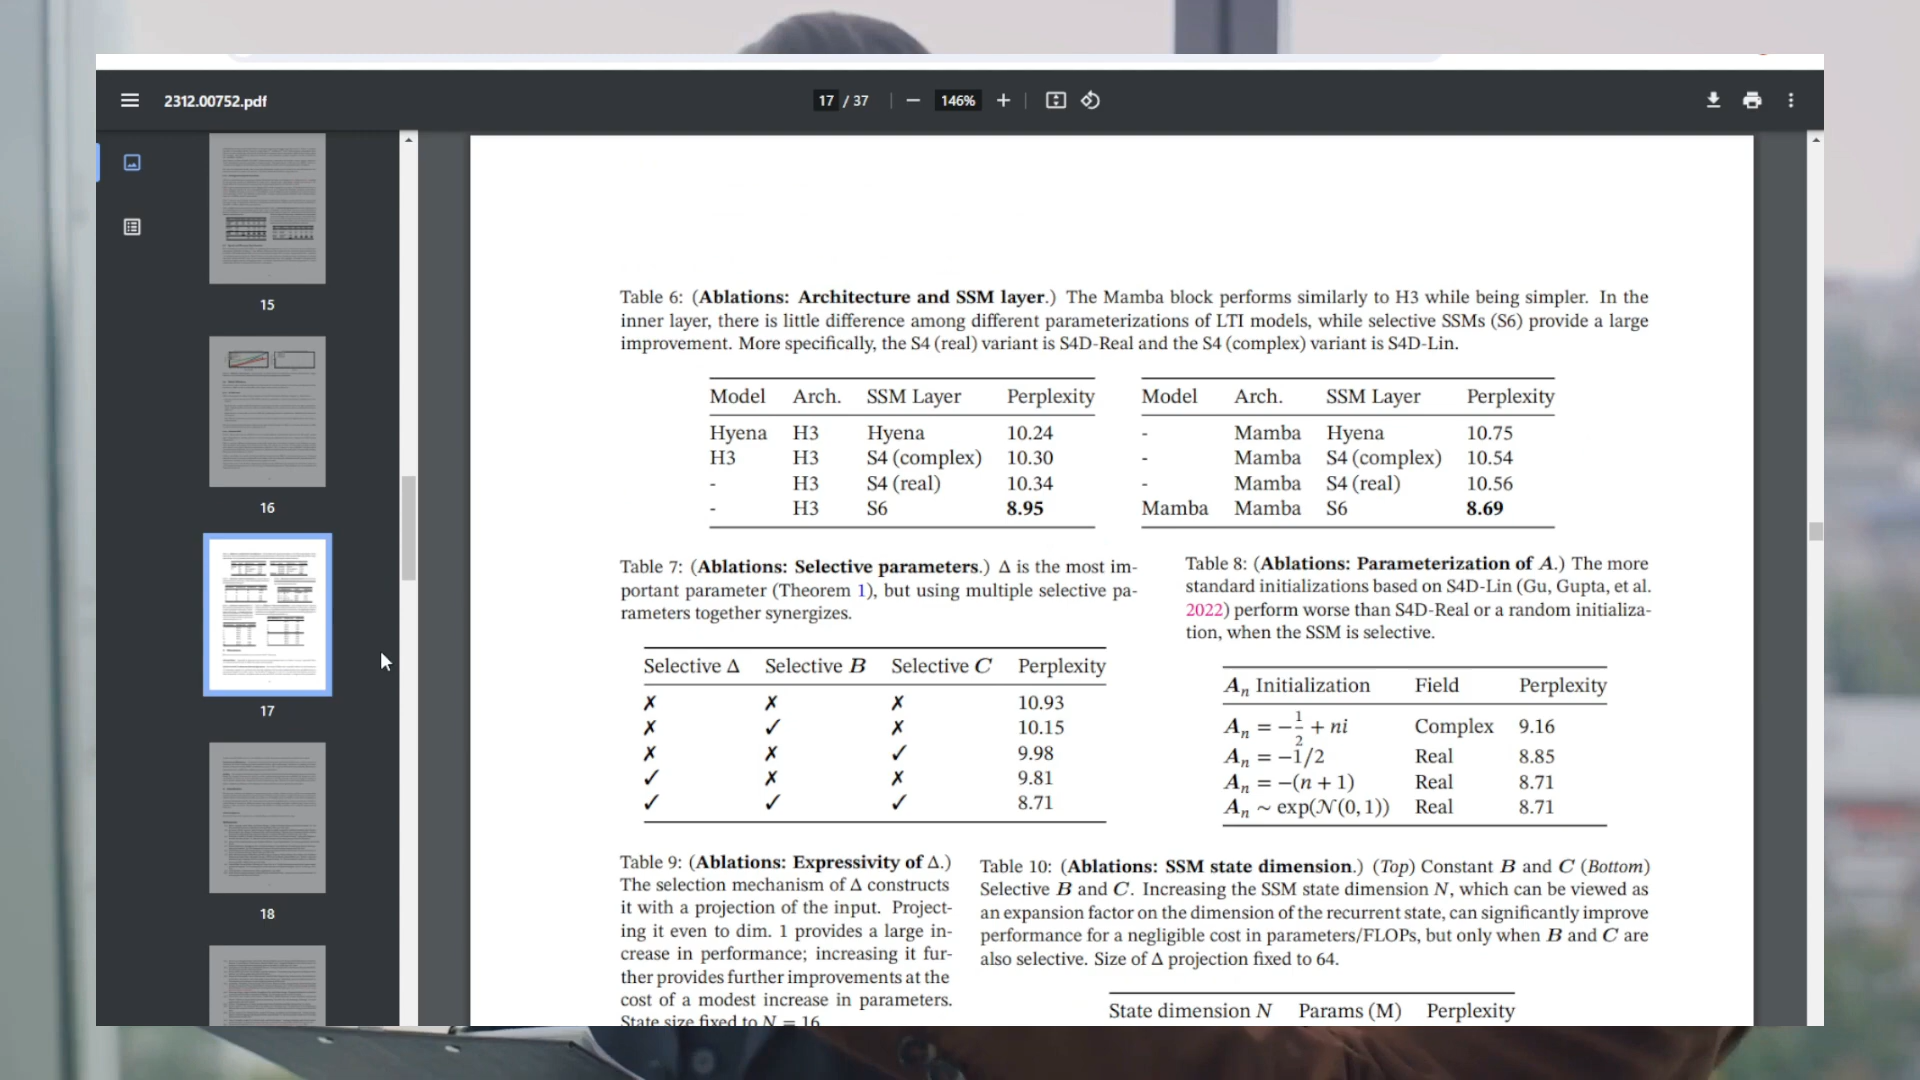 2312.00752.pdf
17 / 37
146%
15
16
17
18
Table 6: (Ablations: Architecture and SSM layer.) The Mamba block performs similarly to H3 while being simpler. In the
inner layer, there is little difference among different parameterizations of LTI models, while selective SSMs (S6) provide a large
improvement. More specifically, the S4 (real) variant is S4D-Real and the S4 (complex) variant is S4D-Lin.
Model Arch. SSM Layer Perplexity
Hyena H3 Hyena 10.24
H3 H3 S4 (complex) 10.30
- H3 S4 (real) 10.34
- H3 S6 8.95
Model Arch. SSM Layer Perplexity
- Mamba Hyena 10.75
- Mamba S4 (complex) 10.54
- Mamba S4 (real) 10.56
Mamba Mamba S6 8.69
Table 7: (Ablations: Selective parameters.) Δ is the most im-
portant parameter (Theorem 1), but using multiple selective pa-
rameters together synergizes.
Selective Δ Selective B Selective C Perplexity
✗ ✗ ✗ 10.93
✗ ✓ ✗ 10.15
✗ ✗ ✓ 9.98
✓ ✗ ✗ 9.81
✓ ✓ ✓ 8.71
Table 8: (Ablations: Parameterization of A.) The more
standard initializations based on S4D-Lin (Gu, Gupta, et al.
2022) perform worse than S4D-Real or a random initializa-
tion, when the SSM is selective.
Aₙ Initialization Field Perplexity
Aₙ = −1/2 + ni Complex 9.16
Aₙ = −1/2 Real 8.85
Aₙ = −(n + 1) Real 8.71
Aₙ ~ exp(𝒩(0, 1)) Real 8.71
Table 9: (Ablations: Expressivity of Δ.)
The selection mechanism of Δ constructs
it with a projection of the input. Project-
ing it even to dim. 1 provides a large in-
crease in performance; increasing it fur-
ther provides further improvements at the
cost of a modest increase in parameters.
State size fixed to N = 16
Table 10: (Ablations: SSM state dimension.) (Top) Constant B and C (Bottom)
Selective B and C. Increasing the SSM state dimension N, which can be viewed as
an expansion factor on the dimension of the recurrent state, can significantly improve
performance for a negligible cost in parameters/FLOPs, but only when B and C are
also selective. Size of Δ projection fixed to 64.
State dimension N Params (M) Perplexity